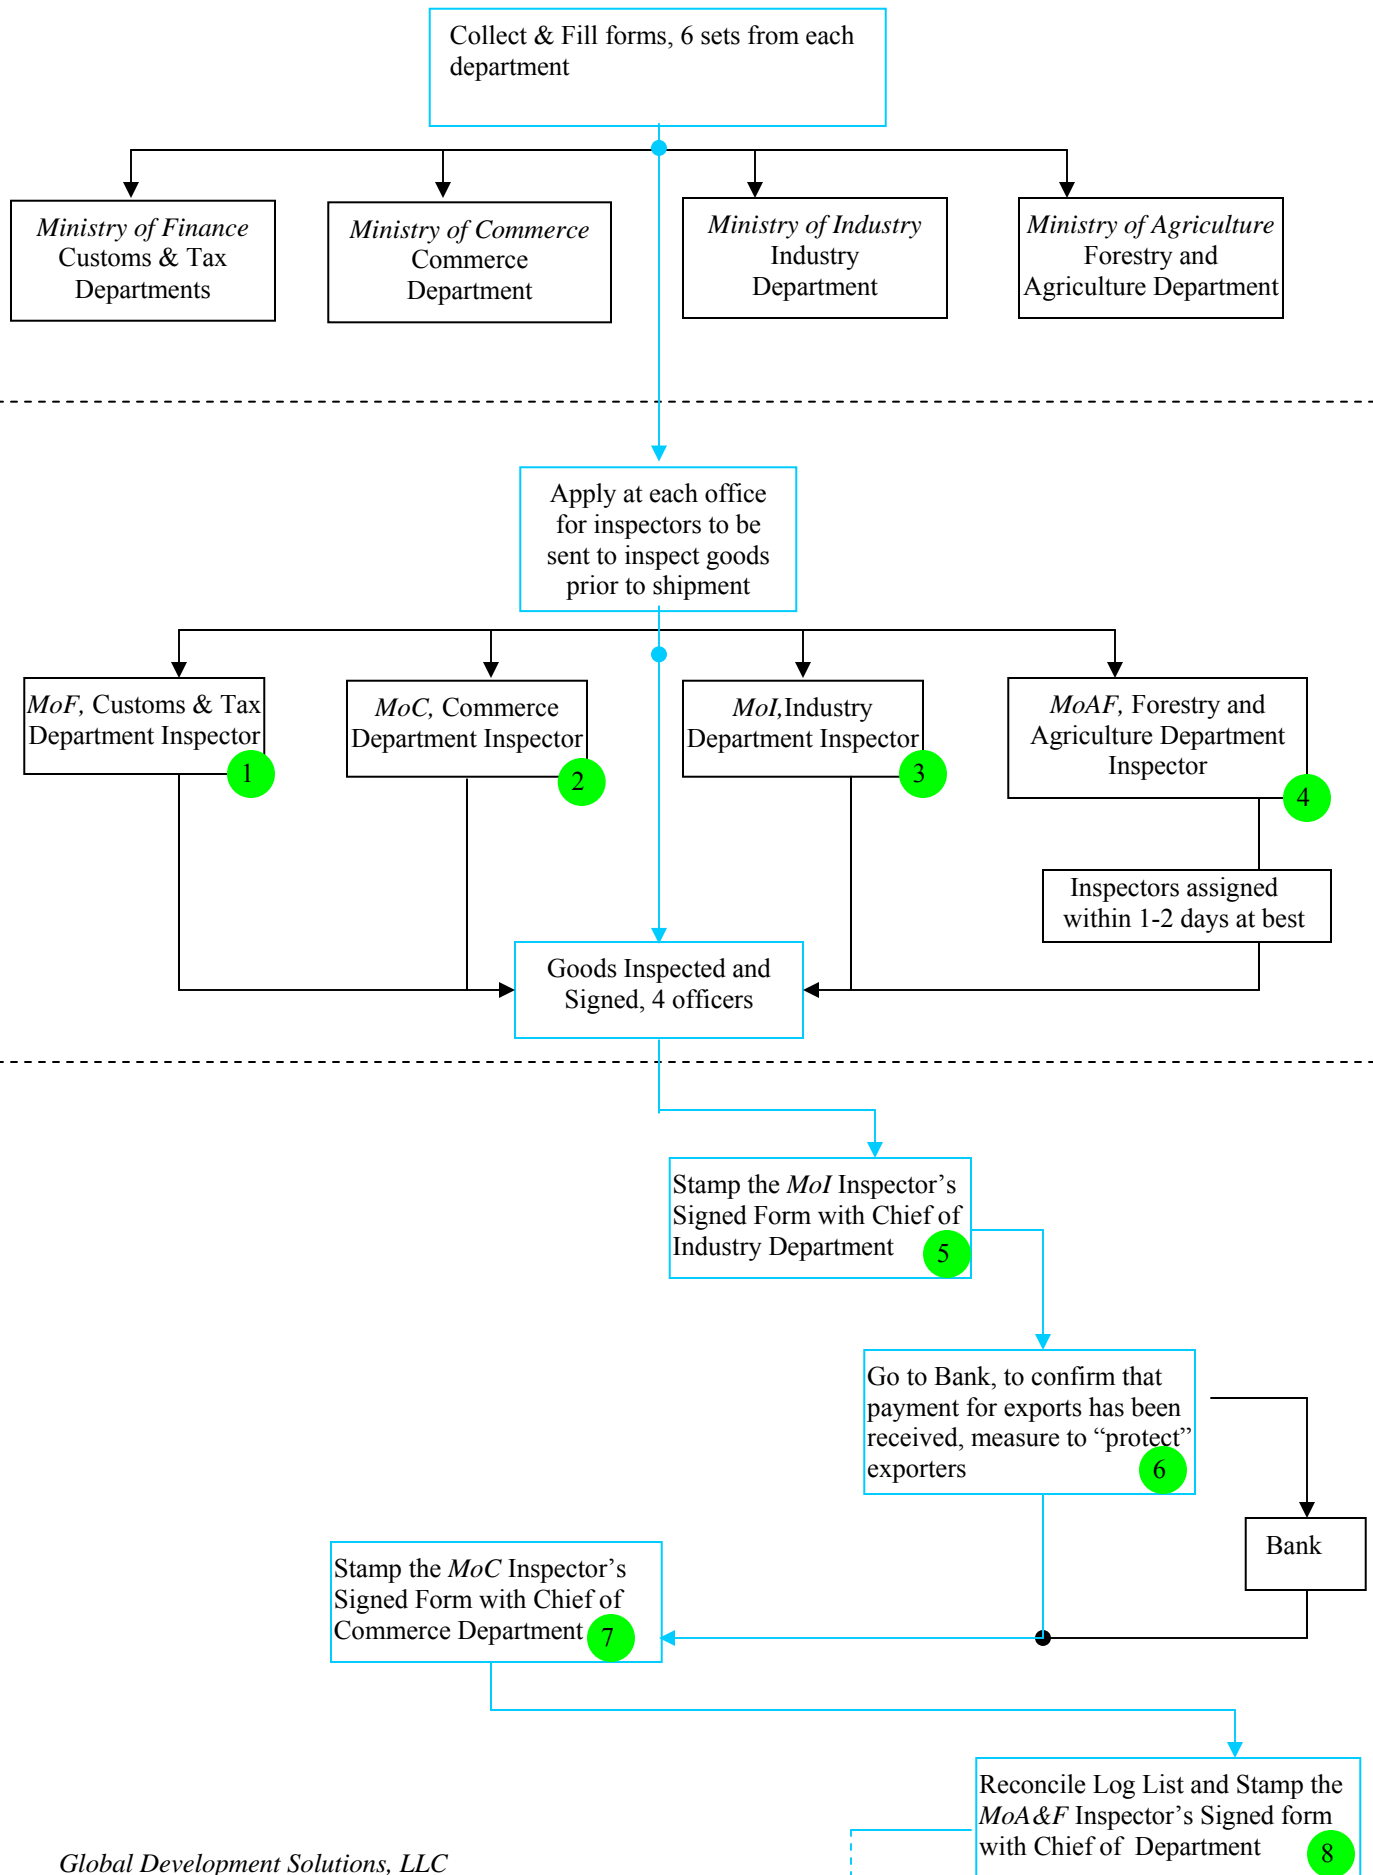 Collect & Fill forms, 6 sets from each
department
Ministry of Finance
Customs & Tax
Departments
Ministry of Commerce
Commerce
Department
Ministry of Industry
Industry
Department
Ministry of Agriculture
Forestry and
Agriculture Department
Apply at each office
for inspectors to be
sent to inspect goods
prior to shipment
MoF, Customs & Tax
Department Inspector
1
MoC, Commerce
Department Inspector
2
MoI,Industry
Department Inspector
3
MoAF, Forestry and
Agriculture Department
Inspector
4
Inspectors assigned
within 1-2 days at best
Goods Inspected and
Signed, 4 officers
Stamp the MoI Inspector’s
Signed Form with Chief of
Industry Department
5
Go to Bank, to confirm that
payment for exports has been
received, measure to “protect”
exporters
6
Bank
Stamp the MoC Inspector’s
Signed Form with Chief of
Commerce Department
7
Reconcile Log List and Stamp the
MoA&F Inspector’s Signed form
with Chief of Department
8
Global Development Solutions, LLC